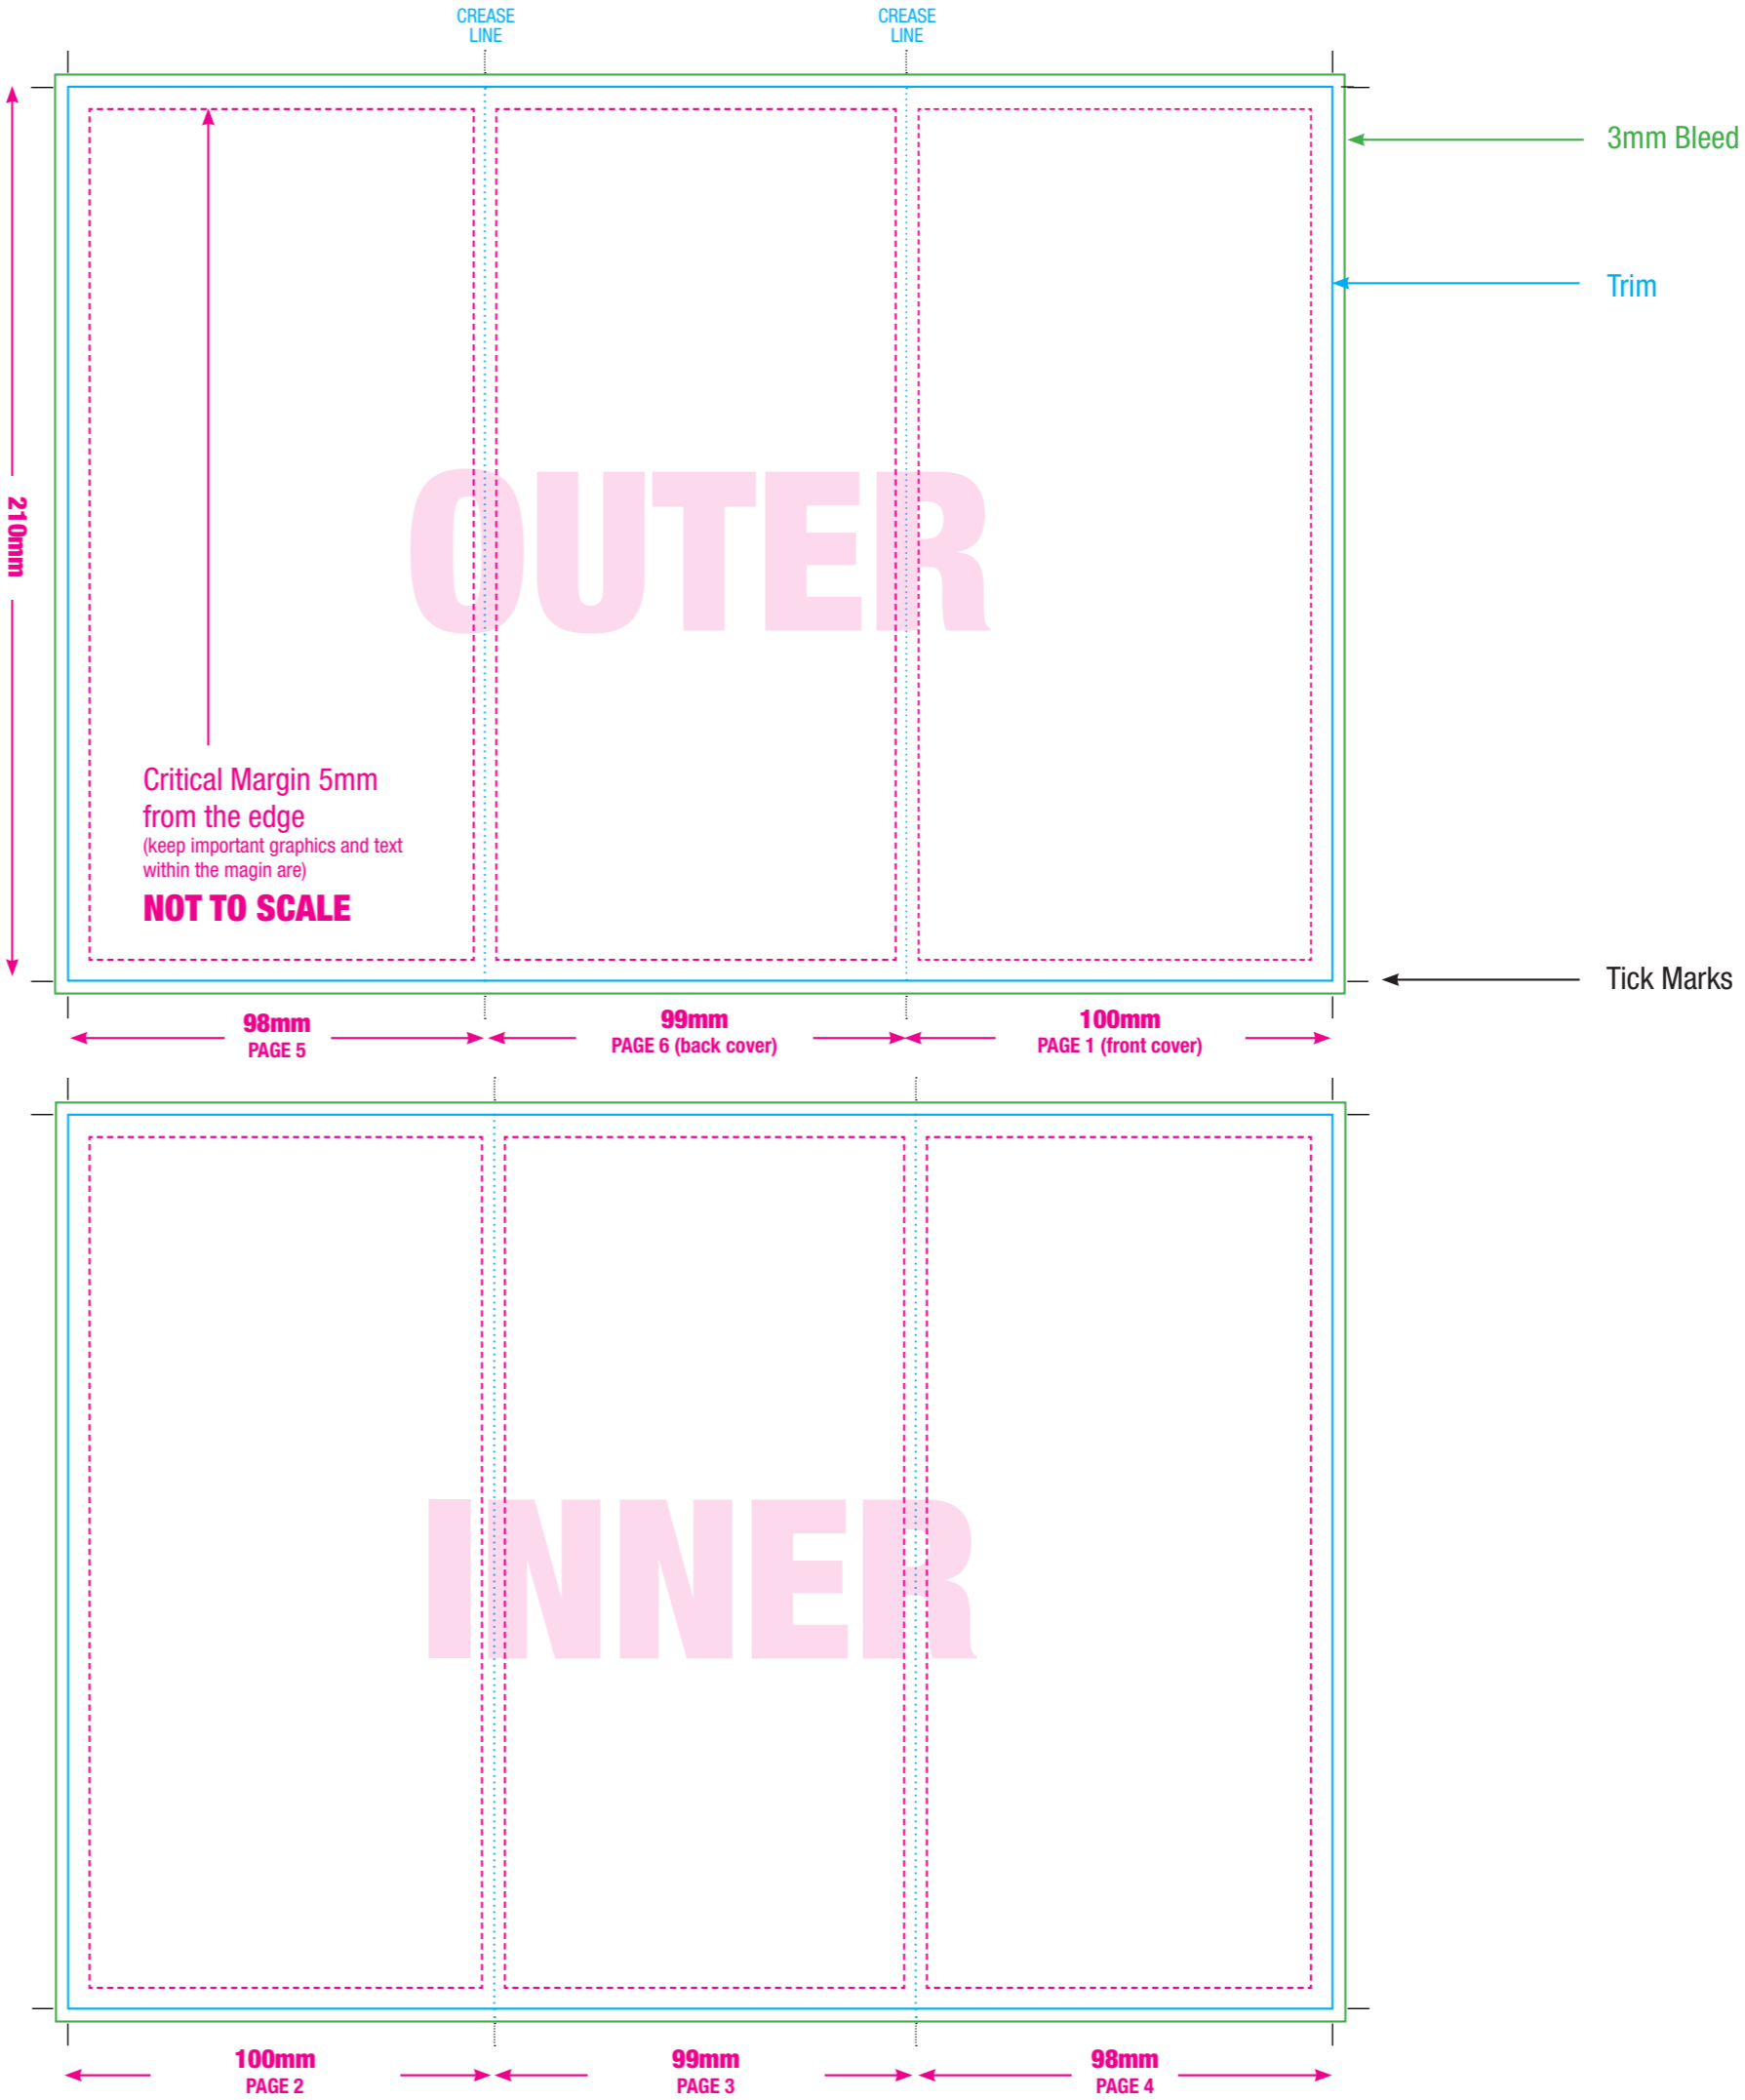 CREASE
LINE
CREASE
LINE
3mm Bleed
Trim
210mm
OUTER
Critical Margin 5mm
from the edge
(keep important graphics and text
within the magin are)
NOT TO SCALE
Tick Marks
98mm
PAGE 5
99mm
PAGE 6 (back cover)
100mm
PAGE 1 (front cover)
INNER
100mm
PAGE 2
99mm
PAGE 3
98mm
PAGE 4